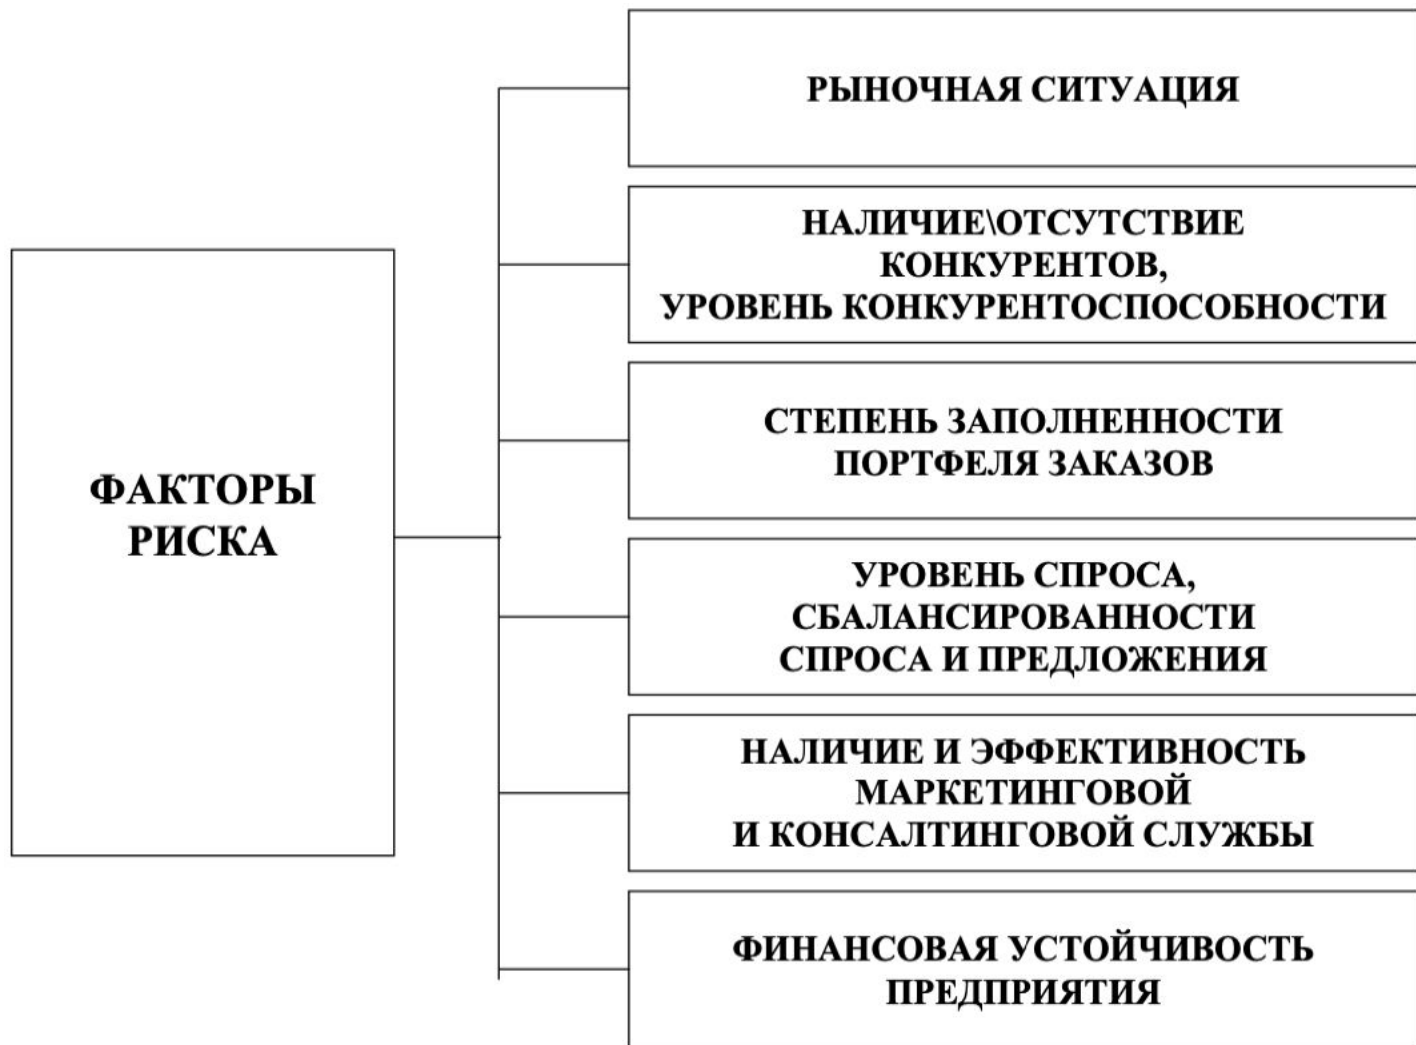 РЫНОЧНАЯ СИТУАЦИЯ
НАЛИЧИЕ\ОТСУТСТВИЕ
КОНКУРЕНТОВ,
УРОВЕНЬ КОНКУРЕНТОСПОСОБНОСТИ
СТЕПЕНЬ ЗАПОЛНЕННОСТИ
ПОРТФЕЛЯ ЗАКАЗОВ
ФАКТОРЫ
РИСКА
УРОВЕНЬ СПРОСА,
СБАЛАНСИРОВАННОСТИ
СПРОСА И ПРЕДЛОЖЕНИЯ
НАЛИЧИЕ И ЭФФЕКТИВНОСТЬ
МАРКЕТИНГОВОЙ
И КОНСАЛТИНГОВОЙ СЛУЖБЫ
ФИНАНСОВАЯ УСТОЙЧИВОСТЬ
ПРЕДПРИЯТИЯ